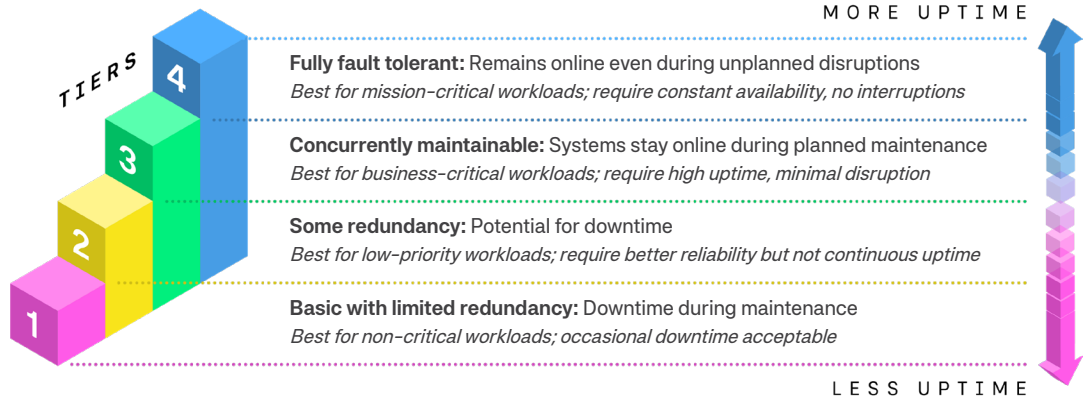 MORE UPTIME
TIERS
4
Fully fault tolerant: Remains online even during unplanned disruptions
Best for mission-critical workloads; require constant availability, no interruptions
3
Concurrently maintainable: Systems stay online during planned maintenance
Best for business-critical workloads; require high uptime, minimal disruption
2
Some redundancy: Potential for downtime
Best for low-priority workloads; require better reliability but not continuous uptime
1
Basic with limited redundancy: Downtime during maintenance
Best for non-critical workloads; occasional downtime acceptable
LESS UPTIME